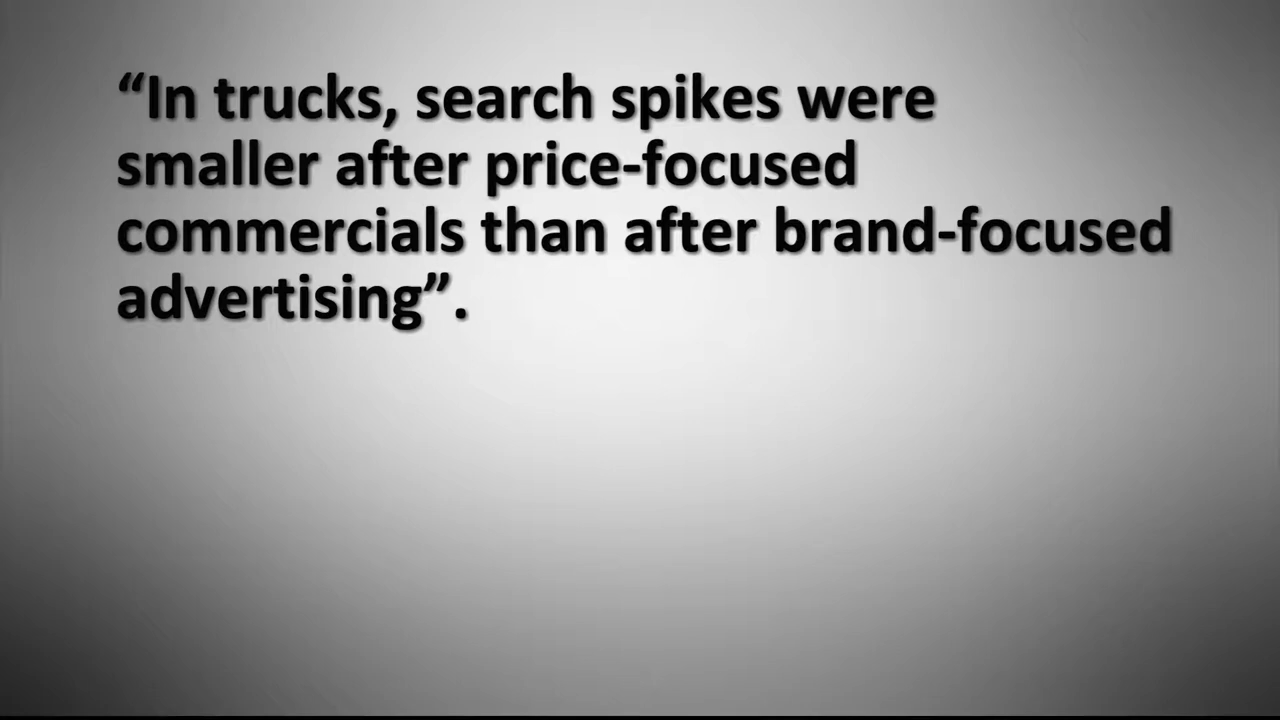 “In trucks, search spikes were
smaller after price-focused
commercials than after brand-focused
advertising”.